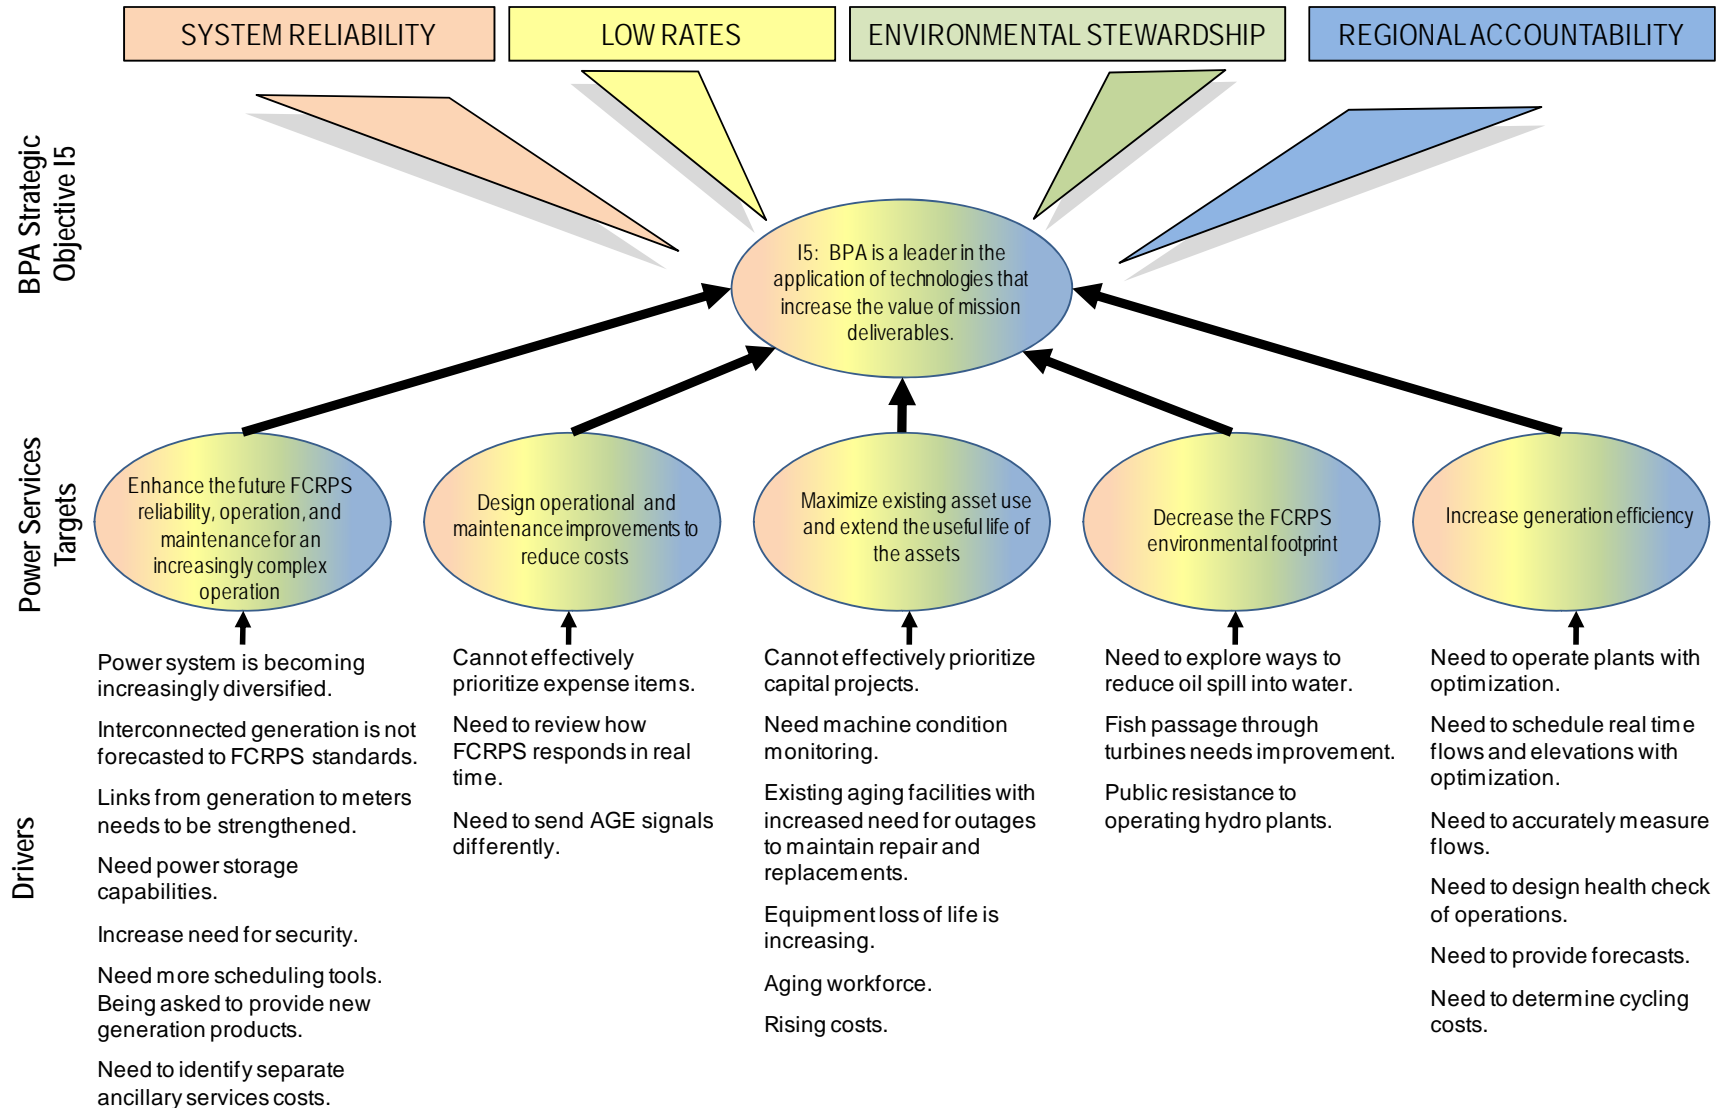 SYSTEM RELIABILITY
LOW RATES
ENVIRONMENTAL STEWARDSHIP
REGIONAL ACCOUNTABILITY
BPA Strategic
Objective I5
I5: BPA is a leader in the
application of technologies that
increase the value of mission
deliverables.
Power Services
Targets
Enhance the future FCRPS
reliability, operation, and
maintenance for an
increasingly complex
operation
Design operational and
maintenance improvements to
reduce costs
Maximize existing asset use
and extend the useful life of
the assets
Decrease the FCRPS
environmental footprint
Increase generation efficiency
Drivers
Power system is becoming
increasingly diversified.
Interconnected generation is not
forecasted to FCRPS standards.
Links from generation to meters
needs to be strengthened.
Need power storage
capabilities.
Increase need for security.
Need more scheduling tools.
Being asked to provide new
generation products.
Need to identify separate
ancillary services costs.
Cannot effectively
prioritize expense items.
Need to review how
FCRPS responds in real
time.
Need to send AGE signals
differently.
Cannot effectively prioritize
capital projects.
Need machine condition
monitoring.
Existing aging facilities with
increased need for outages
to maintain repair and
replacements.
Equipment loss of life is
increasing.
Aging workforce.
Rising costs.
Need to explore ways to
reduce oil spill into water.
Fish passage through
turbines needs improvement.
Public resistance to
operating hydro plants.
Need to operate plants with
optimization.
Need to schedule real time
flows and elevations with
optimization.
Need to accurately measure
flows.
Need to design health check
of operations.
Need to provide forecasts.
Need to determine cycling
costs.